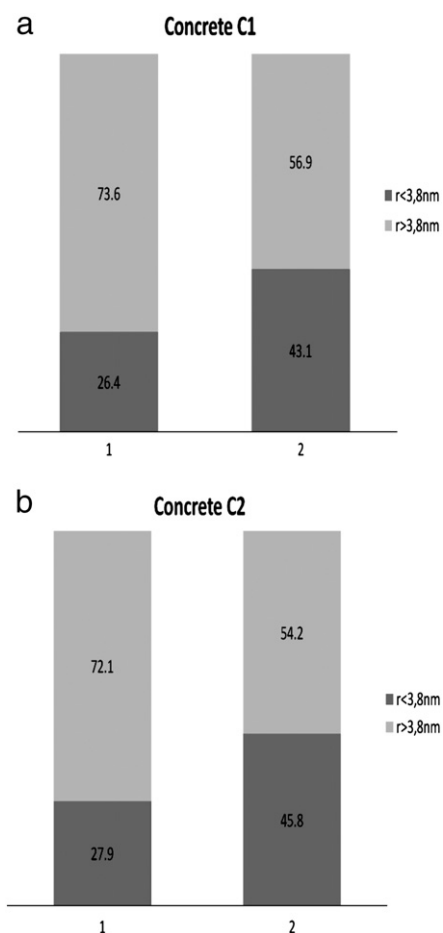 a
Concrete C1
73.6
56.9
r<3,8nm
r>3,8nm
26.4
43.1
1
2
b
Concrete C2
72.1
54.2
r<3,8nm
r>3,8nm
27.9
45.8
1
2